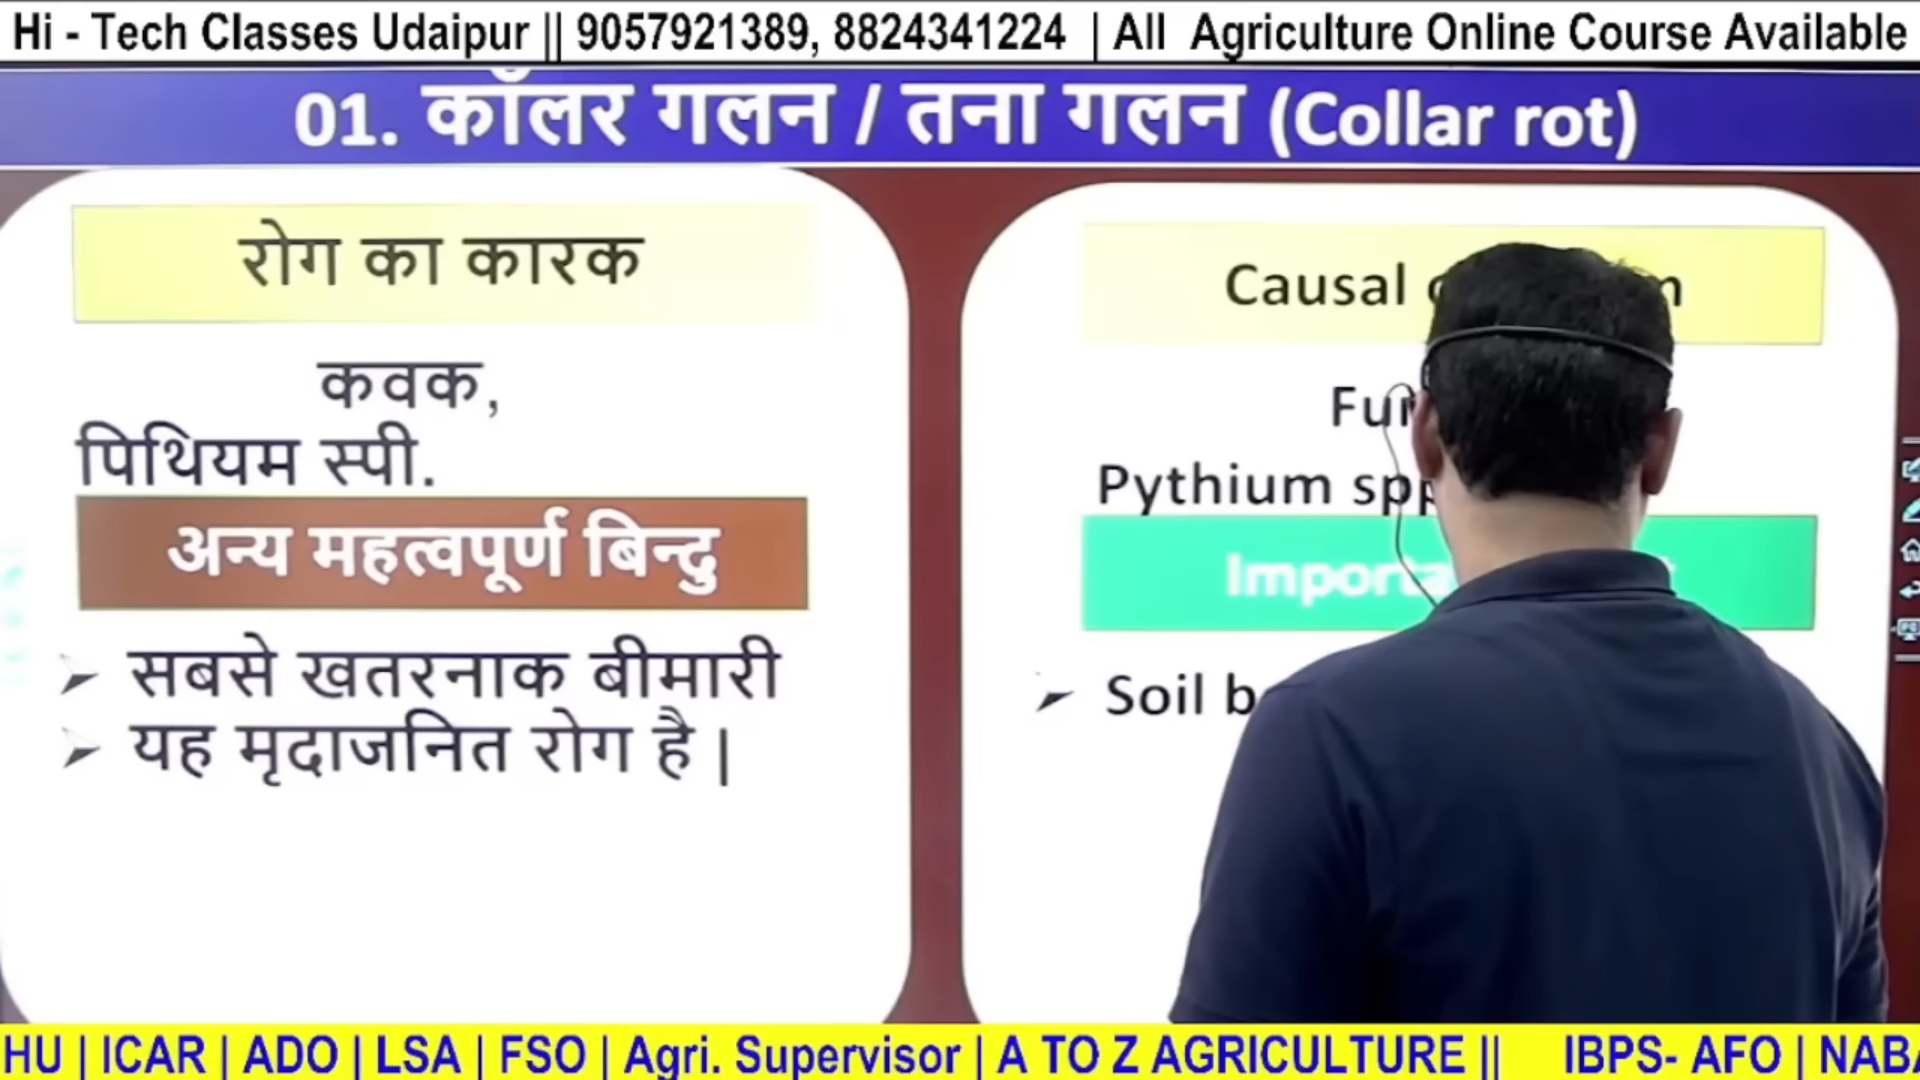 Hi - Tech Classes Udaipur || 9057921389, 8824341224 | All Agriculture Online Course Available
01. कॉलर गलन / तना गलन (Collar rot)
रोग का कारक
कवक,
पिथियम स्पी.
अन्य महत्वपूर्ण बिन्दु
➢ सबसे खतरनाक बीमारी
➢ यह मृदाजनित रोग है |
Causal
Pythium
➢ Soil
HU | ICAR | ADO | LSA | FSO | Agri. Supervisor | A TO Z AGRICULTURE || IBPS- AFO |